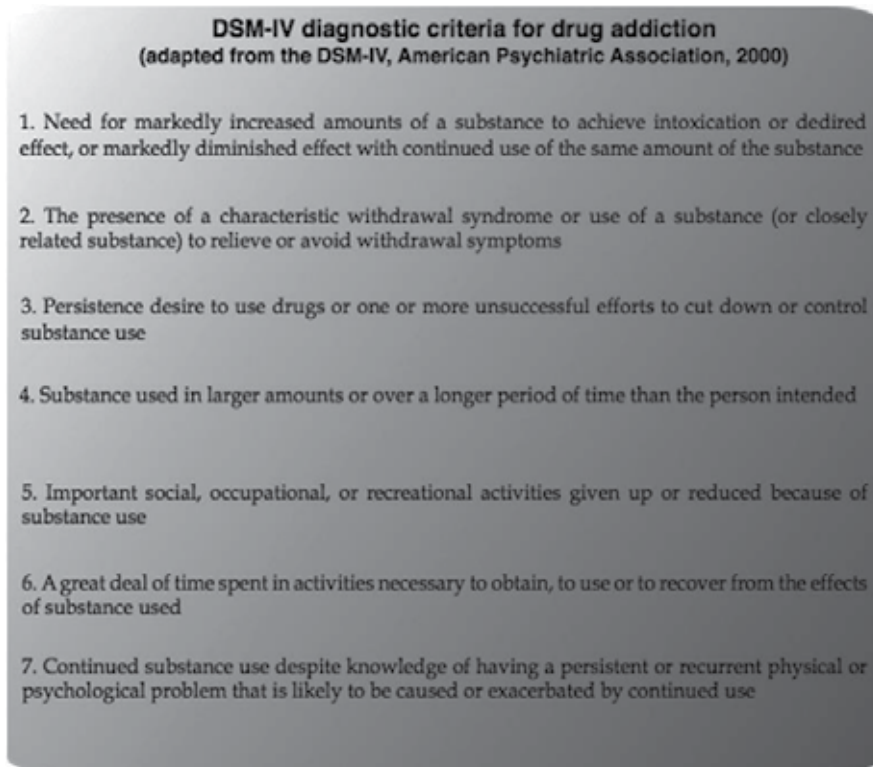 DSM-IV diagnostic criteria for drug addiction
(adapted from the DSM-IV, American Psychiatric Association, 2000)
1. Need for markedly increased amounts of a substance to achieve intoxication or dedired
effect, or markedly diminished effect with continued use of the same amount of the substance
2. The presence of a characteristic withdrawal syndrome or use of a substance (or closely
related substance) to relieve or avoid withdrawal symptoms
3. Persistence desire to use drugs or one or more unsuccessful efforts to cut down or control
substance use
4. Substance used in larger amounts or over a longer period of time than the person intended
5. Important social, occupational, or recreational activities given up or reduced because of
substance use
6. A great deal of time spent in activities necessary to obtain, to use or to recover from the effects
of substance used
7. Continued substance use despite knowledge of having a persistent or recurrent physical or
psychological problem that is likely to be caused or exacerbated by continued use